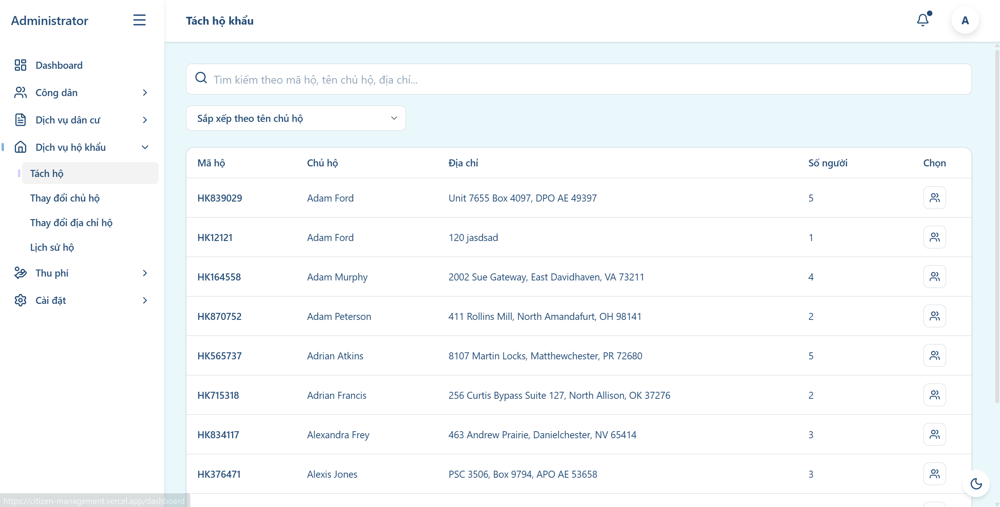 Administrator
Tách hộ khẩu
A
Dashboard
Công dân
Dịch vụ dân cư
Dịch vụ hộ khẩu
Tách hộ
Thay đổi chủ hộ
Thay đổi địa chỉ hộ
Lịch sử hộ
Thu phí
Cài đặt
Tìm kiếm theo mã hộ, tên chủ hộ, địa chỉ...
Sắp xếp theo tên chủ hộ
Mã hộ Chủ hộ Địa chỉ Số người Chọn
HK839029 Adam Ford Unit 7655 Box 4097, DPO AE 49397 5
HK12121 Adam Ford 120 jasdsad 1
HK164558 Adam Murphy 2002 Sue Gateway, East Davidhaven, VA 73211 4
HK870752 Adam Peterson 411 Rollins Mill, North Amandafurt, OH 98141 2
HK565737 Adrian Atkins 8107 Martin Locks, Matthewchester, PR 72680 5
HK715318 Adrian Francis 256 Curtis Bypass Suite 127, North Allison, OK 37276 2
HK834117 Alexandra Frey 463 Andrew Prairie, Danielchester, NV 65414 3
HK376471 Alexis Jones PSC 3506, Box 9794, APO AE 53658 3
https://citizen-management.vercel.app/dashboard